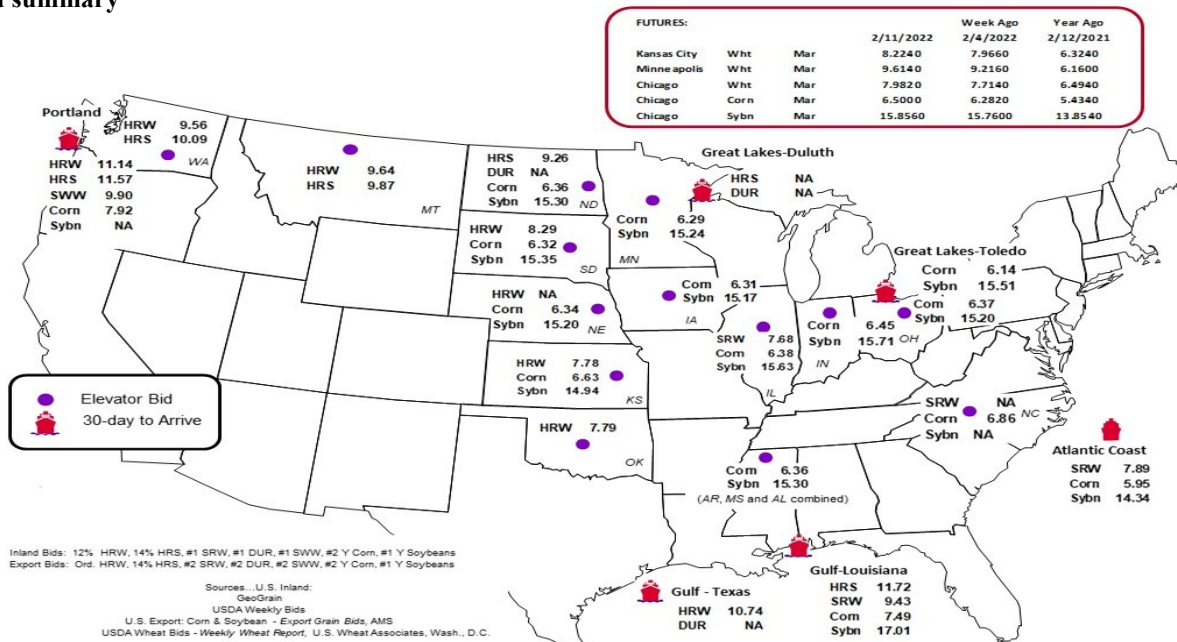 summary
FUTURES: Week Ago Year Ago
2/11/2022 2/4/2022 2/12/2021
Kansas City Wht Mar 8.2240 7.9660 6.3240
Minneapolis Wht Mar 9.6140 9.2160 6.1600
Chicago Wht Mar 7.9820 7.7140 6.4940
Chicago Corn Mar 6.5000 6.2820 5.4340
Chicago Sybn Mar 15.8560 15.7600 13.8540
Portland
HRW 11.14
HRS 11.57
SWW 9.90
Corn 7.92
Sybn NA
HRW 9.56
HRS 10.09
WA
HRW 9.64
HRS 9.87
MT
HRS 9.26
DUR NA
Corn 6.36
Sybn 15.30
ND
HRW 8.29
Corn 6.32
Sybn 15.35
SD
HRW NA
Corn 6.34
Sybn 15.20
NE
HRW 7.78
Corn 6.63
Sybn 14.94
KS
HRW 7.79
OK
Great Lakes-Duluth
HRS NA
DUR NA
Corn 6.29
Sybn 15.24
MN
Corn 6.31
Sybn 15.17
IA
SRW 7.68
Corn 6.38
Sybn 15.63
IL
Corn 6.45
Sybn 15.71
IN
Great Lakes-Toledo
Corn 6.14
Sybn 15.51
Corn 6.37
Sybn 15.20
OH
SRW NA
Corn 6.86 NC
Sybn NA
Atlantic Coast
SRW 7.89
Corn 5.95
Sybn 14.34
Corn 6.36
Sybn 15.30
(AR, MS and AL combined)
Gulf-Louisiana
HRS 11.72
SRW 9.43
Corn 7.49
Sybn 17.01
Gulf - Texas
HRW 10.74
DUR NA
Elevator Bid
30-day to Arrive
Inland Bids: 12% HRW, 14% HRS, #1 SRW, #1 DUR, #1 SWW, #2 Y Corn, #1 Y Soybeans
Export Bids: Ord. HRW, 14% HRS, #2 SRW, #2 DUR, #2 SWW, #2 Y Corn, #1 Y Soybeans
Sources...U.S. Inland:
GeoGrain
USDA Weekly Bids
U.S. Export: Corn & Soybean - Export Grain Bids, AMS
USDA Wheat Bids - Weekly Wheat Report, U.S. Wheat Associates, Wash., D.C.